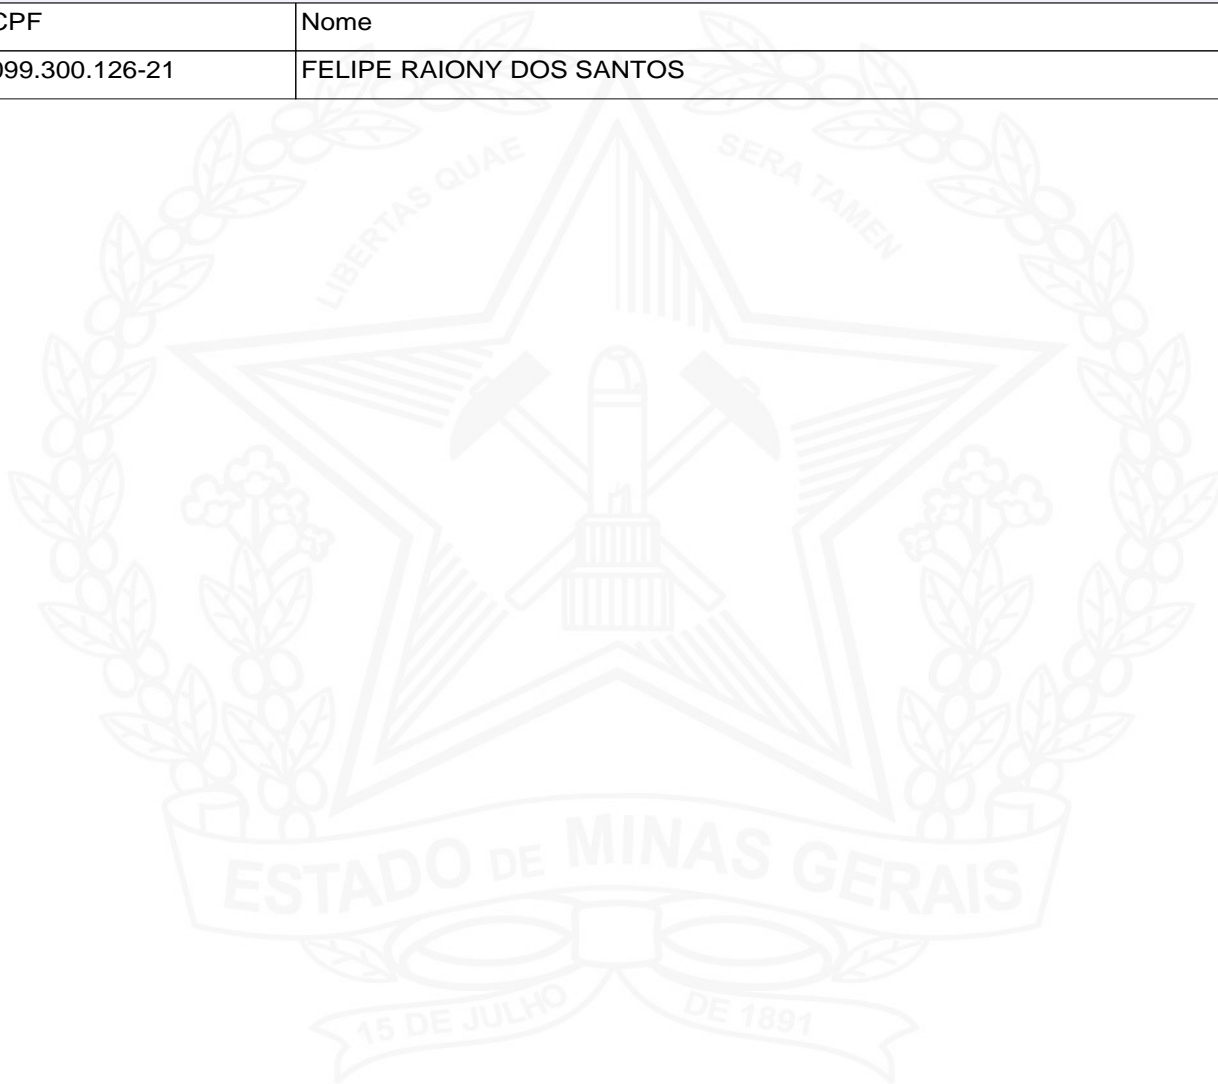 CPF Nome
099.300.126-21 FELIPE RAIONY DOS SANTOS
LIBERTAS QUAE SERA TAMEN
ESTADO DE MINAS GERAIS
15 DE JULHO DE 1891